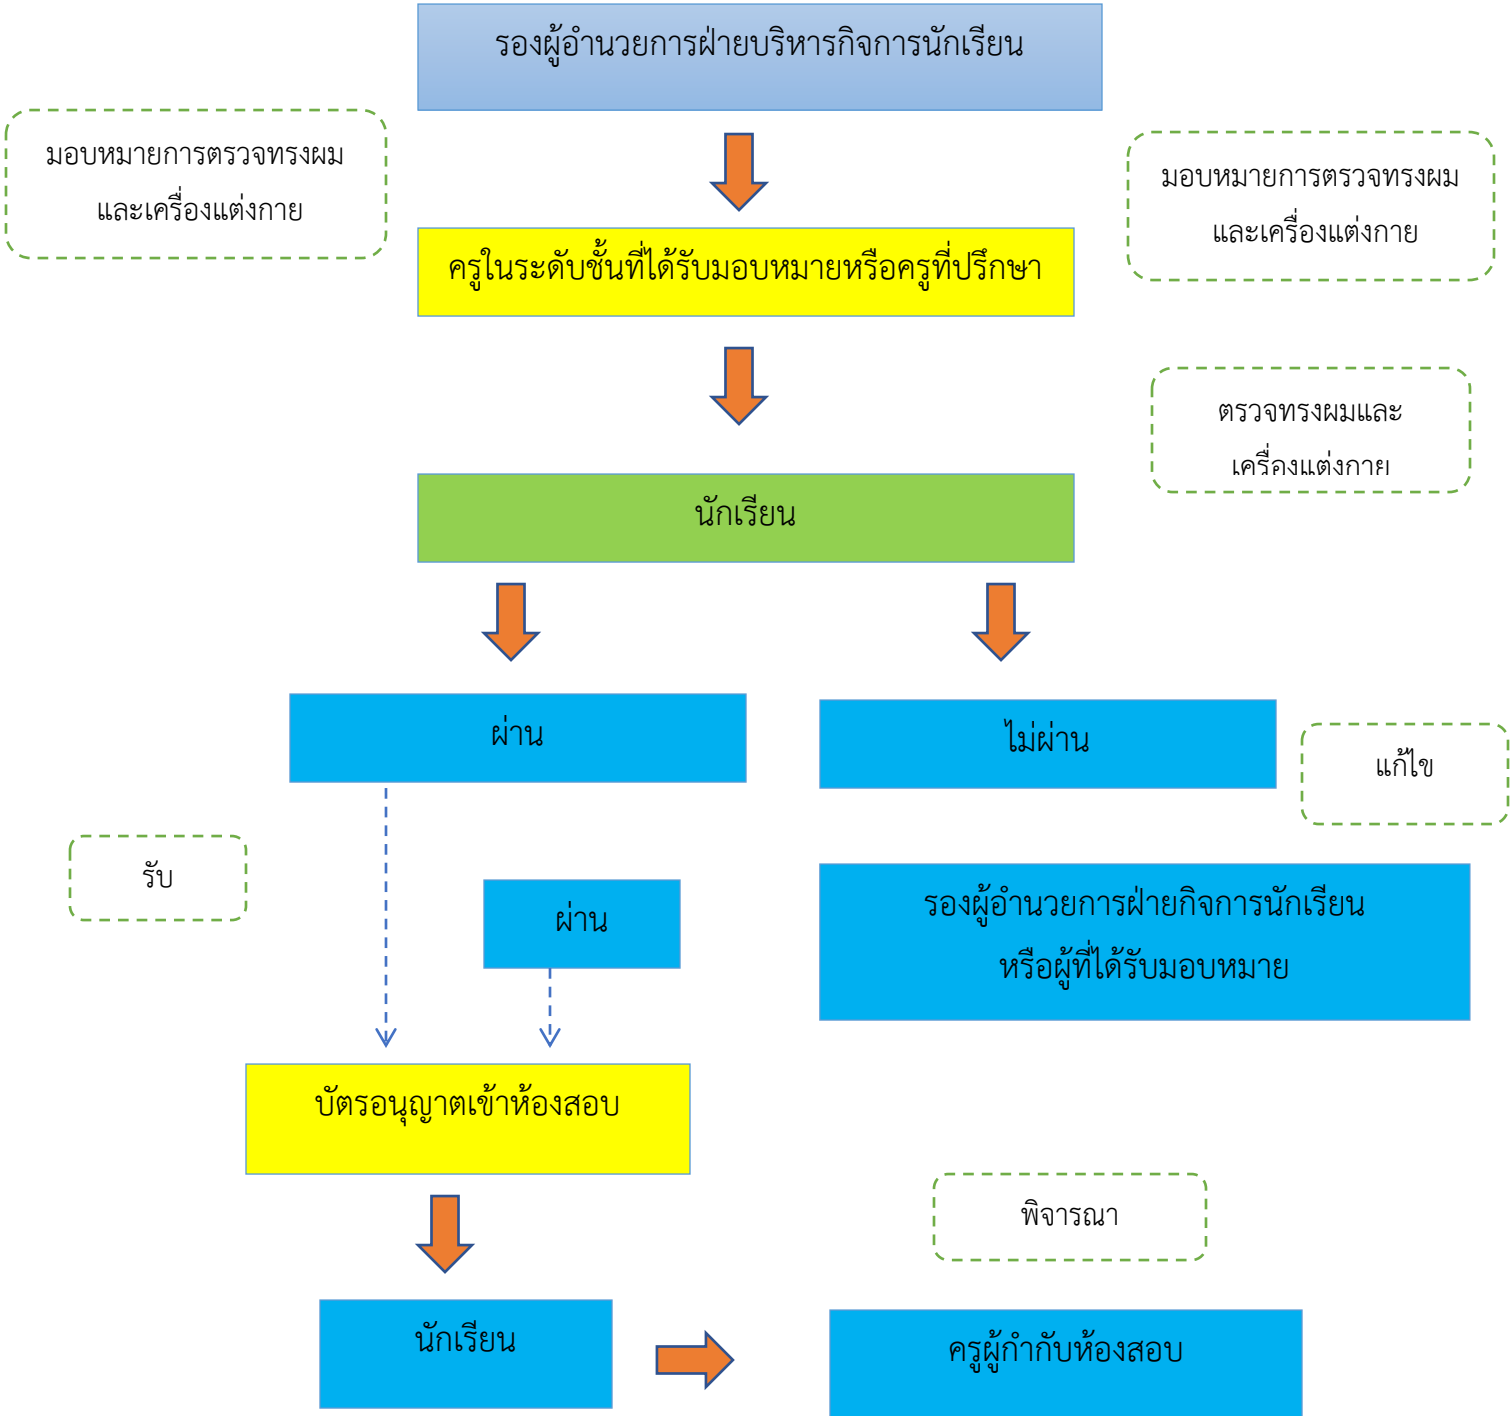 รองผู้อำนวยการฝ่ายบริหารกิจการนักเรียน
มอบหมายการตรวจทรงผม
และเครื่องแต่งกาย
มอบหมายการตรวจทรงผม
และเครื่องแต่งกาย
ครูในระดับชั้นที่ได้รับมอบหมายหรือครูที่ปรึกษา
ตรวจทรงผมและ
เครื่องแต่งกาย
นักเรียน
ผ่าน
ไม่ผ่าน
แก้ไข
รับ
ผ่าน
รองผู้อำนวยการฝ่ายกิจการนักเรียน
หรือผู้ที่ได้รับมอบหมาย
บัตรอนุญาตเข้าห้องสอบ
พิจารณา
นักเรียน
ครูผู้กำกับห้องสอบ